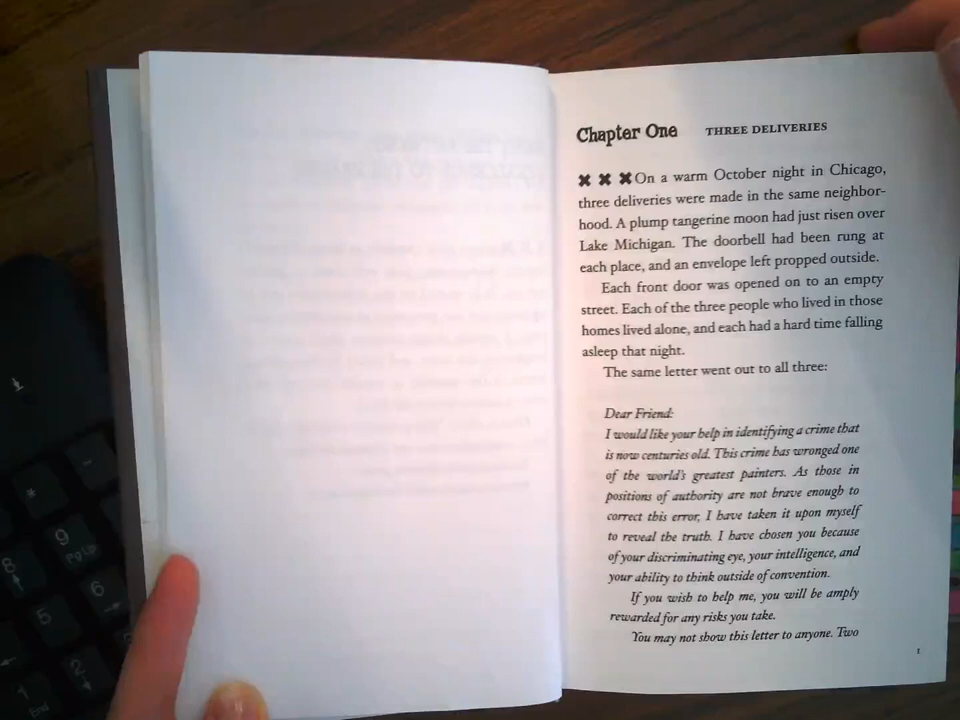 Chapter One THREE DELIVERIES
✖ ✖ ✖ On a warm October night in Chicago,
three deliveries were made in the same neighbor-
hood. A plump tangerine moon had just risen over
Lake Michigan. The doorbell had been rung at
each place, and an envelope left propped outside.
Each front door was opened on to an empty
street. Each of the three people who lived in those
homes lived alone, and each had a hard time falling
asleep that night.
The same letter went out to all three:
Dear Friend:
I would like your help in identifying a crime that
is now centuries old. This crime has wronged one
of the world's greatest painters. As those in
positions of authority are not brave enough to
correct this error, I have taken it upon myself
to reveal the truth. I have chosen you because
of your discriminating eye, your intelligence, and
your ability to think outside of convention.
If you wish to help me, you will be amply
rewarded for any risks you take.
You may not show this letter to anyone. Two
1
*
-
9
Pg Up
8
6
5
2
1
End